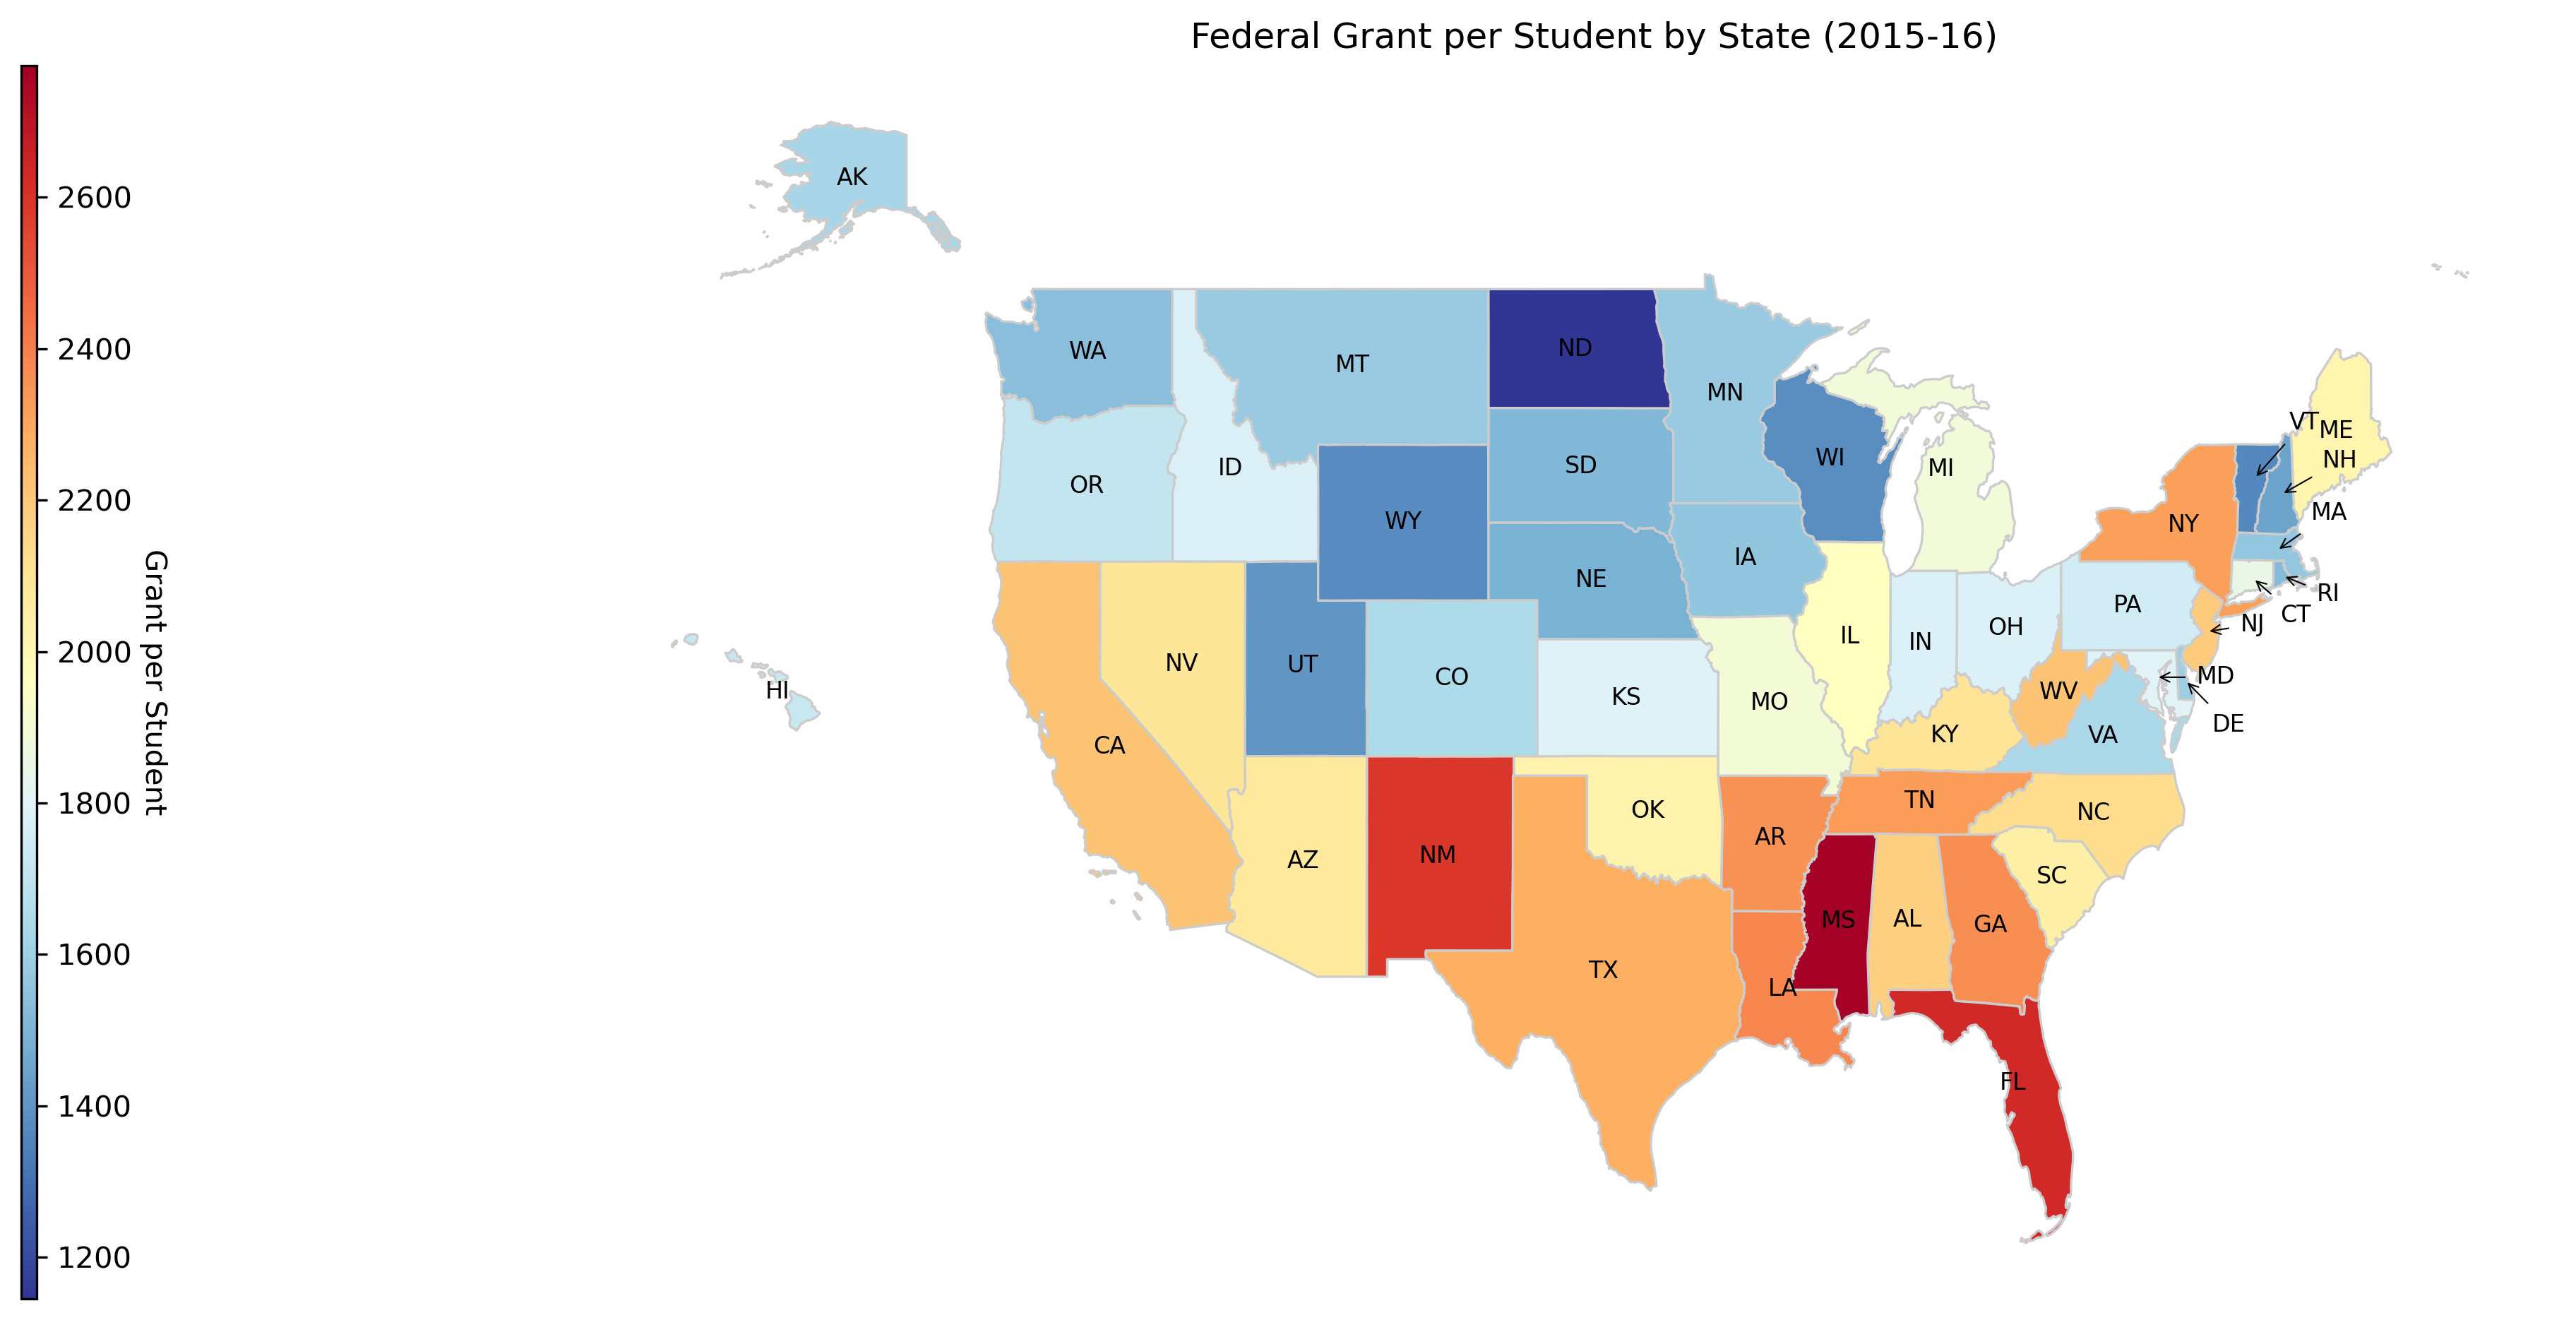 Federal Grant per Student by State (2015-16)
2600
2400
2200
2000
1800
1600
1400
1200
Grant per Student
AK
HI
WA
OR
CA
ID
NV
MT
WY
UT
AZ
CO
NM
ND
SD
NE
KS
OK
TX
MN
IA
MO
AR
LA
WI
IL
MI
IN
OH
KY
TN
MS
AL
GA
FL
SC
NC
VA
WV
PA
NY
VT
ME
NH
MA
RI
CT
NJ
MD
DE